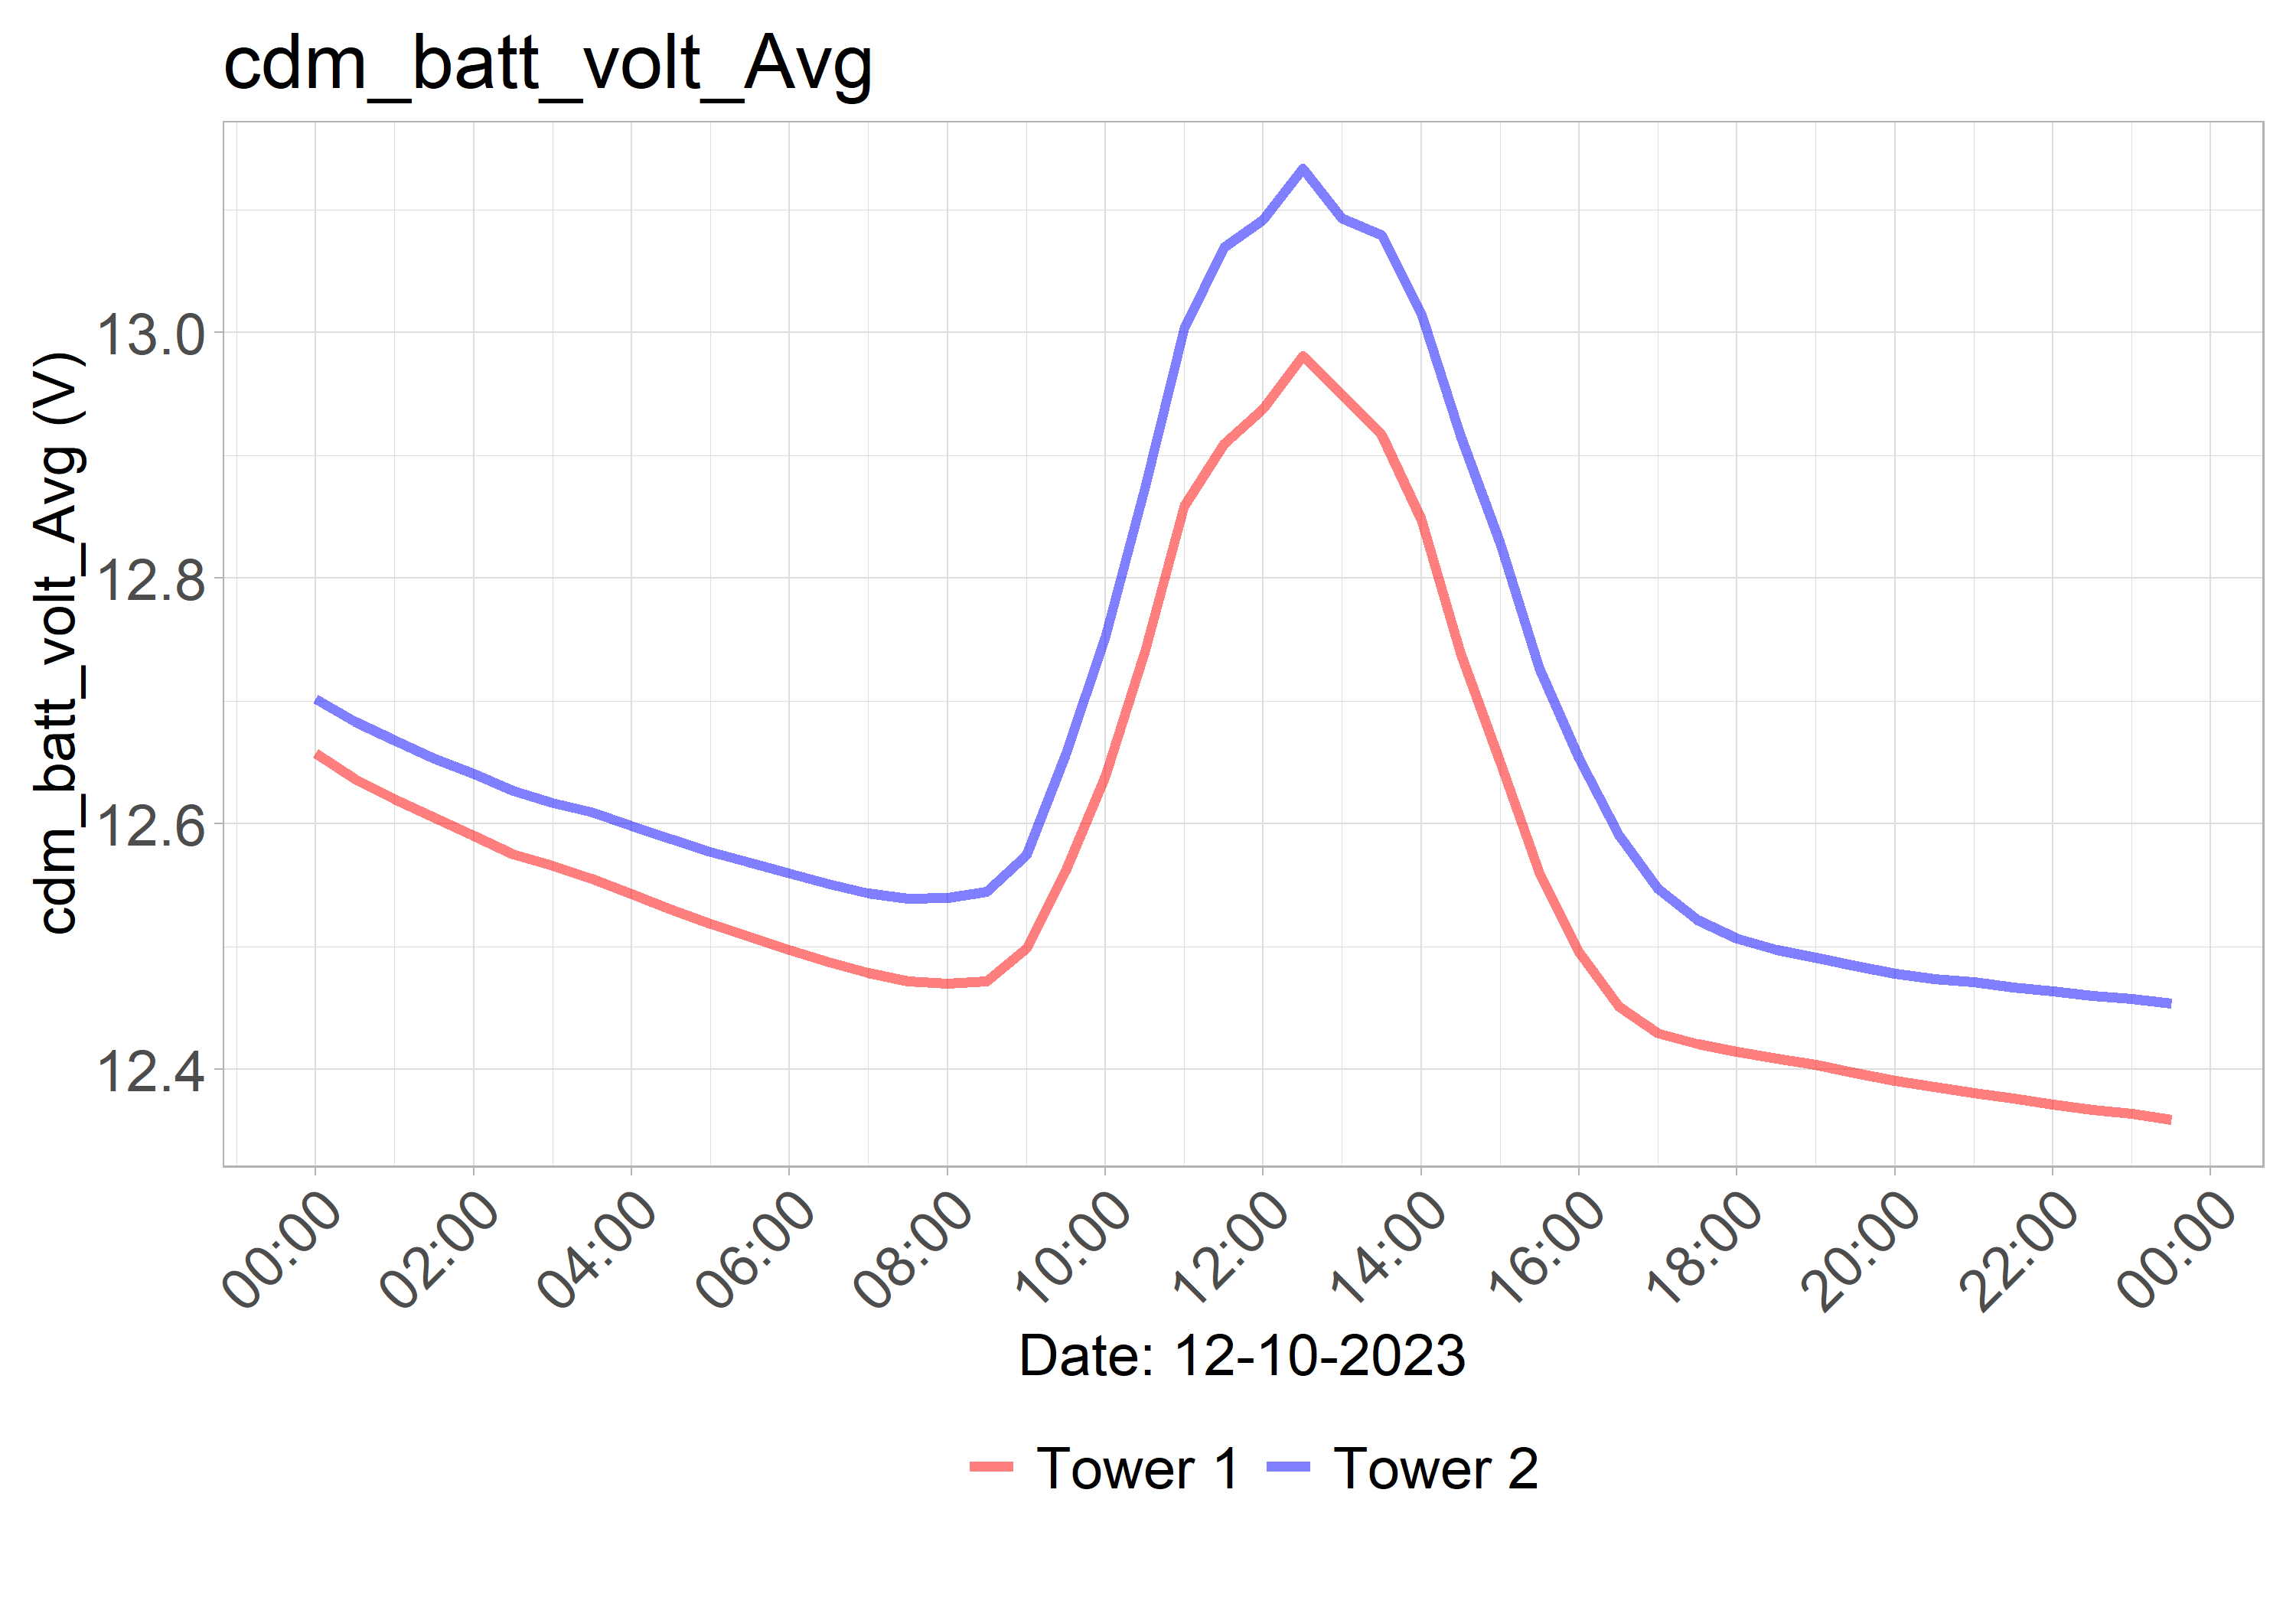 cdm_batt_volt_Avg
cdm_batt_volt_Avg (V)
13.0
12.8
12.6
12.4
00:00 02:00 04:00 06:00 08:00 10:00 12:00 14:00 16:00 18:00 20:00 22:00 00:00
Date: 12-10-2023
Tower 1 Tower 2